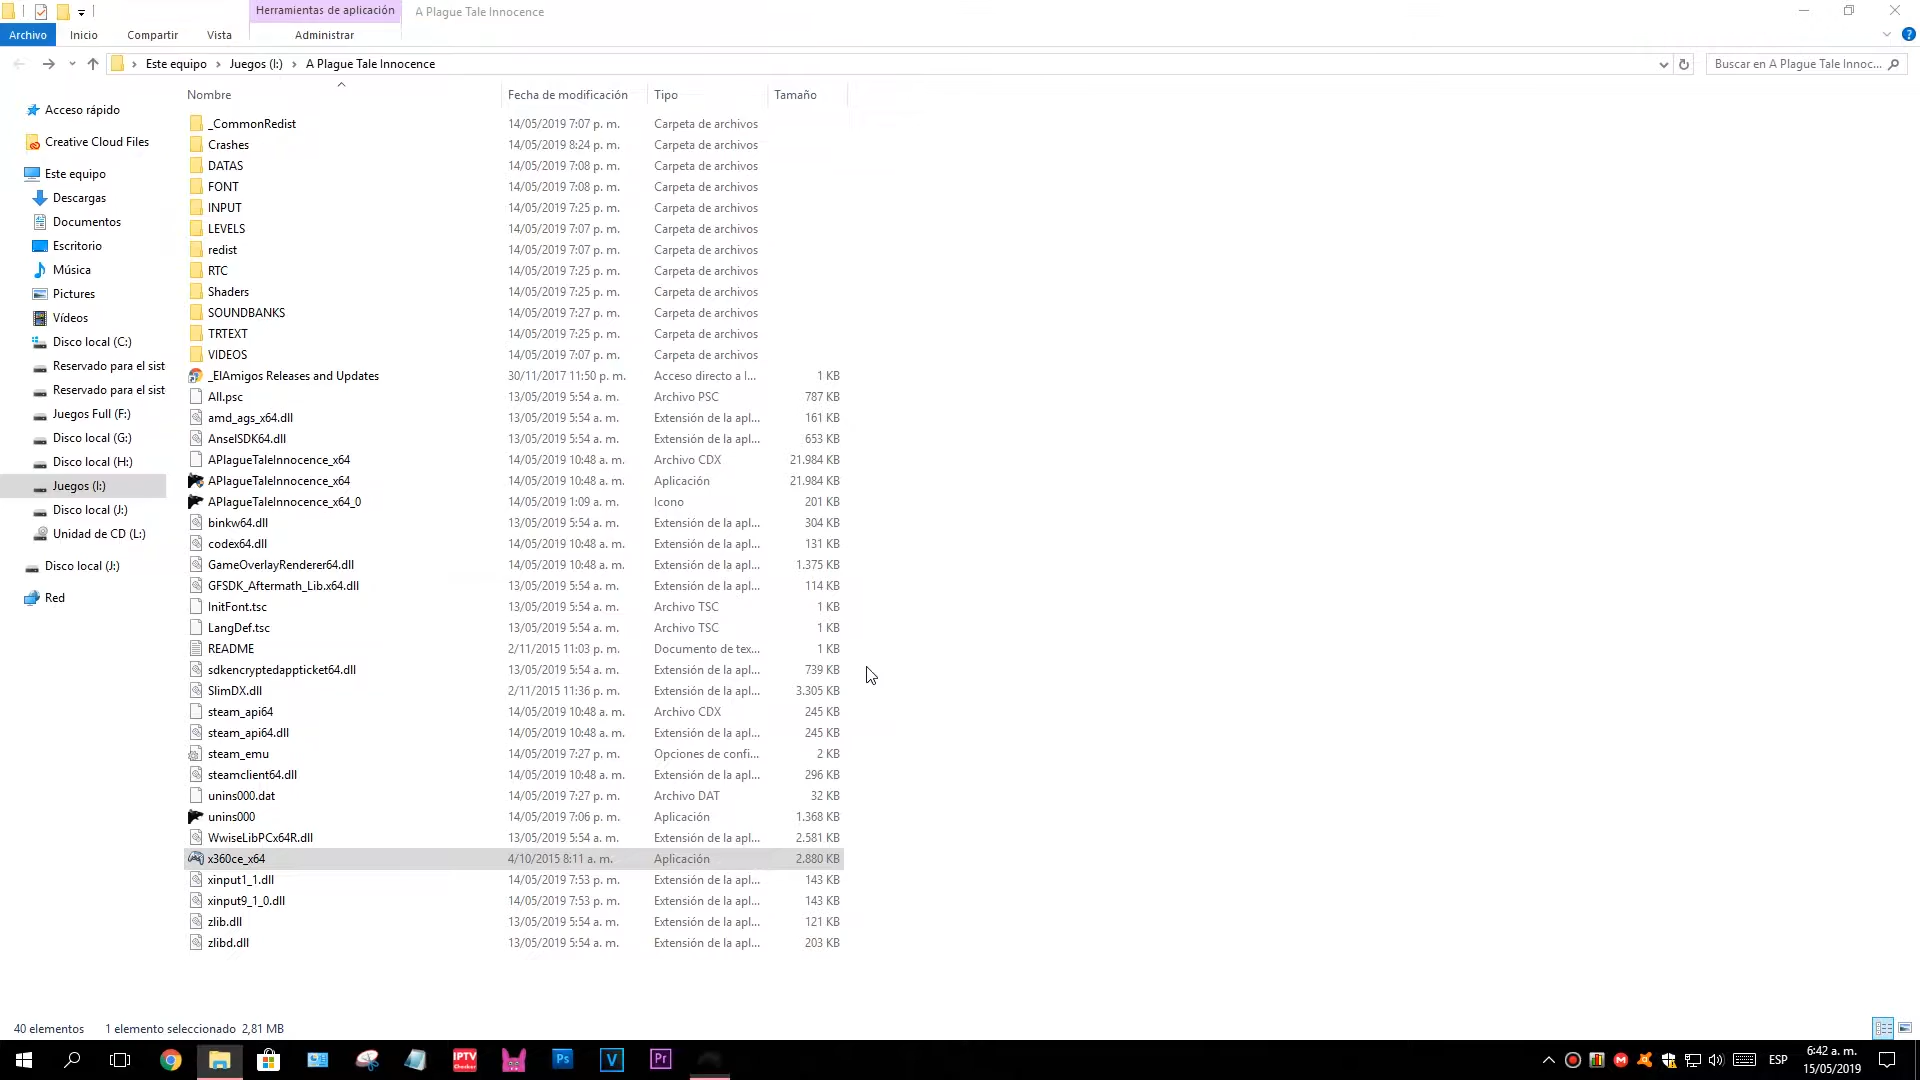 Herramientas de aplicación
A Plague Tale Innocence
Archivo
Inicio
Compartir
Vista
Administrar
Este equipo
Juegos (I:)
A Plague Tale Innocence
Buscar en A Plague Tale Innoc...
Nombre
Fecha de modificación
Tipo
Tamaño
Acceso rápido
Creative Cloud Files
Este equipo
Descargas
Documentos
Escritorio
Música
Pictures
Vídeos
Disco local (C:)
Reservado para el sist
Reservado para el sist
Juegos Full (F:)
Disco local (G:)
Disco local (H:)
Juegos (I:)
Disco local (J:)
Unidad de CD (L:)
Disco local (J:)
Red
_CommonRedist 14/05/2019 7:07 p. m. Carpeta de archivos
Crashes 14/05/2019 8:24 p. m. Carpeta de archivos
DATAS 14/05/2019 7:08 p. m. Carpeta de archivos
FONT 14/05/2019 7:08 p. m. Carpeta de archivos
INPUT 14/05/2019 7:25 p. m. Carpeta de archivos
LEVELS 14/05/2019 7:07 p. m. Carpeta de archivos
redist 14/05/2019 7:07 p. m. Carpeta de archivos
RTC 14/05/2019 7:25 p. m. Carpeta de archivos
Shaders 14/05/2019 7:25 p. m. Carpeta de archivos
SOUNDBANKS 14/05/2019 7:27 p. m. Carpeta de archivos
TRTEXT 14/05/2019 7:25 p. m. Carpeta de archivos
VIDEOS 14/05/2019 7:07 p. m. Carpeta de archivos
_ElAmigos Releases and Updates 30/11/2017 11:50 p. m. Acceso directo a I... 1 KB
All.psc 13/05/2019 5:54 a. m. Archivo PSC 787 KB
amd_ags_x64.dll 13/05/2019 5:54 a. m. Extensión de la apl... 161 KB
AnselSDK64.dll 13/05/2019 5:54 a. m. Extensión de la apl... 653 KB
APlagueTaleInnocence_x64 14/05/2019 10:48 a. m. Archivo CDX 21.984 KB
APlagueTaleInnocence_x64 14/05/2019 10:48 a. m. Aplicación 21.984 KB
APlagueTaleInnocence_x64_0 14/05/2019 1:09 a. m. Icono 201 KB
binkw64.dll 13/05/2019 5:54 a. m. Extensión de la apl... 304 KB
codex64.dll 14/05/2019 10:48 a. m. Extensión de la apl... 131 KB
GameOverlayRenderer64.dll 14/05/2019 10:48 a. m. Extensión de la apl... 1.375 KB
GFSDK_Aftermath_Lib.x64.dll 13/05/2019 5:54 a. m. Extensión de la apl... 114 KB
InitFont.tsc 13/05/2019 5:54 a. m. Archivo TSC 1 KB
LangDef.tsc 13/05/2019 5:54 a. m. Archivo TSC 1 KB
README 2/11/2015 11:03 p. m. Documento de tex... 1 KB
sdkencryptedappticket64.dll 13/05/2019 5:54 a. m. Extensión de la apl... 739 KB
SlimDX.dll 2/11/2015 11:36 p. m. Extensión de la apl... 3.305 KB
steam_api64 14/05/2019 10:48 a. m. Archivo CDX 245 KB
steam_api64.dll 14/05/2019 10:48 a. m. Extensión de la apl... 245 KB
steam_emu 14/05/2019 7:27 p. m. Opciones de confi... 2 KB
steamclient64.dll 14/05/2019 10:48 a. m. Extensión de la apl... 296 KB
unins000.dat 14/05/2019 7:27 p. m. Archivo DAT 32 KB
unins000 14/05/2019 7:06 p. m. Aplicación 1.368 KB
WwiseLibPCx64R.dll 13/05/2019 5:54 a. m. Extensión de la apl... 2.581 KB
x360ce_x64 4/10/2015 8:11 a. m. Aplicación 2.880 KB
xinput1_1.dll 14/05/2019 7:53 p. m. Extensión de la apl... 143 KB
xinput9_1_0.dll 14/05/2019 7:53 p. m. Extensión de la apl... 143 KB
zlib.dll 13/05/2019 5:54 a. m. Extensión de la apl... 121 KB
zlibd.dll 13/05/2019 5:54 a. m. Extensión de la apl... 203 KB
40 elementos
1 elemento seleccionado 2,81 MB
IPTV
Checker
Ps
V
Pr
ESP
6:42 a. m.
15/05/2019